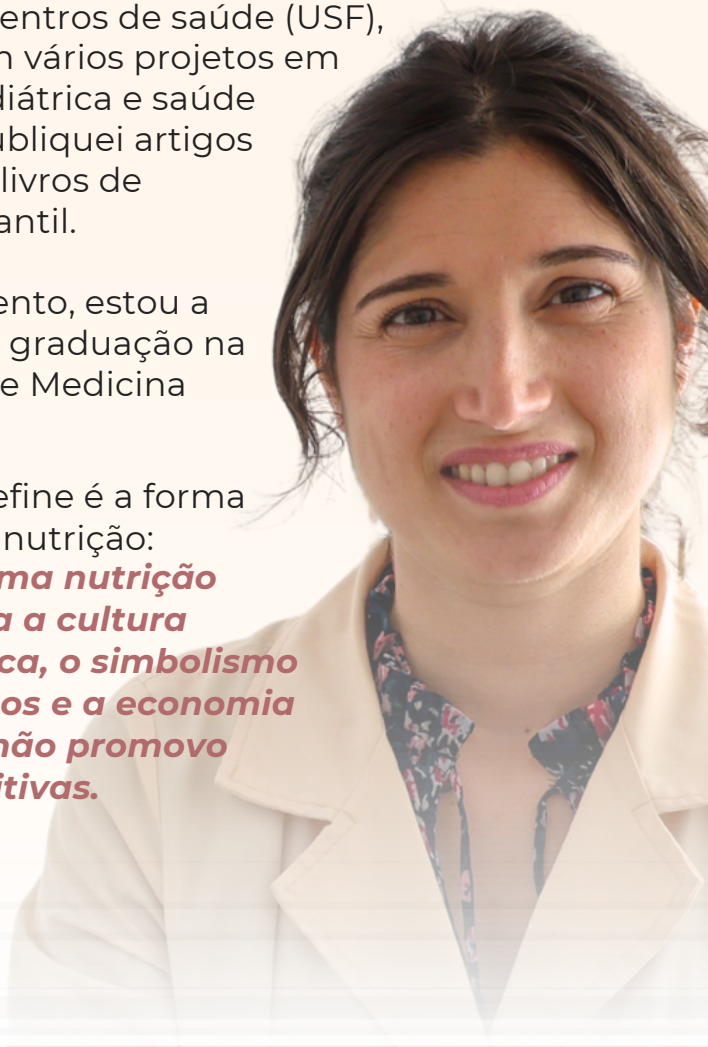 entros de saúde (USF),
vários projetos em
diátrica e saúde
ubliquei artigos
livros de
antil.
ento, estou a
graduação na
e Medicina
efine é a forma
nutrição:
ma nutrição
a a cultura
ca, o simbolismo
os e a economia
não promovo
itivas.